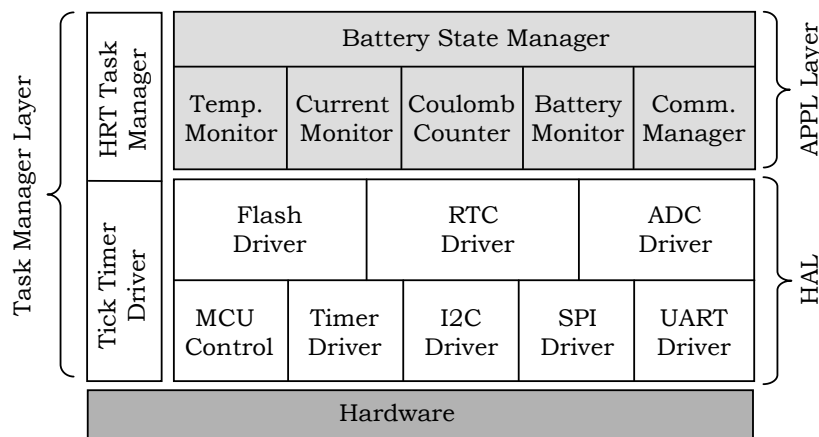 Task Manager Layer
HRT Task
Manager
Tick Timer
Driver
Battery State Manager
Temp.
Monitor
Current
Monitor
Coulomb
Counter
Battery
Monitor
Comm.
Manager
Flash
Driver
RTC
Driver
ADC
Driver
MCU
Control
Timer
Driver
I2C
Driver
SPI
Driver
UART
Driver
APPL Layer
HAL
Hardware